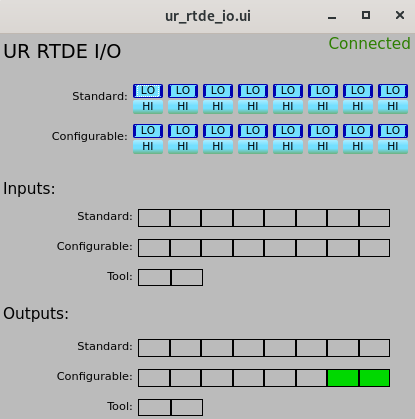 ur_rtde_io.ui
Connected
UR RTDE I/O
Standard: LO LO LO LO LO LO LO LO
HI HI HI HI HI HI HI HI
Configurable: LO LO LO LO LO LO LO LO
HI HI HI HI HI HI HI HI
Inputs:
Standard:
Configurable:
Tool:
Outputs:
Standard:
Configurable:
Tool: